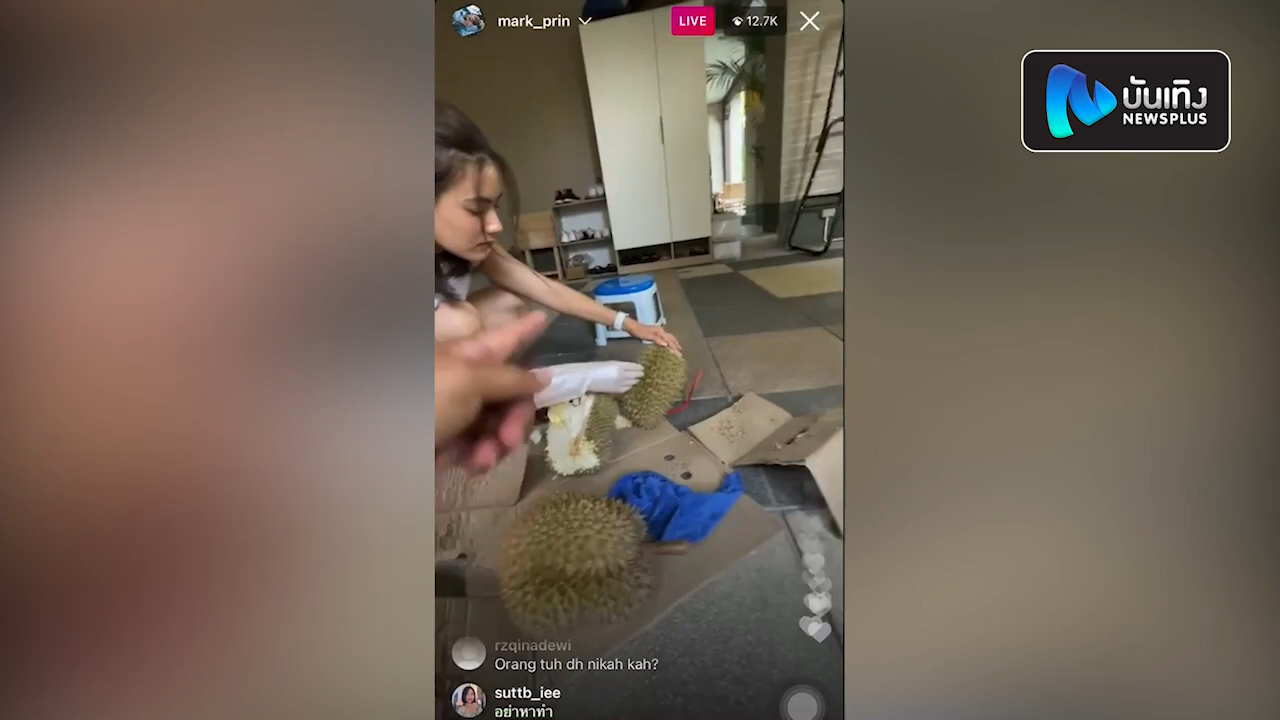 mark_prin
LIVE
12.7K
บันเทิง
NEWSPLUS
rzqinadewi
Orang tuh dh nikah kah?
suttb_iee
อย่าหาทำ